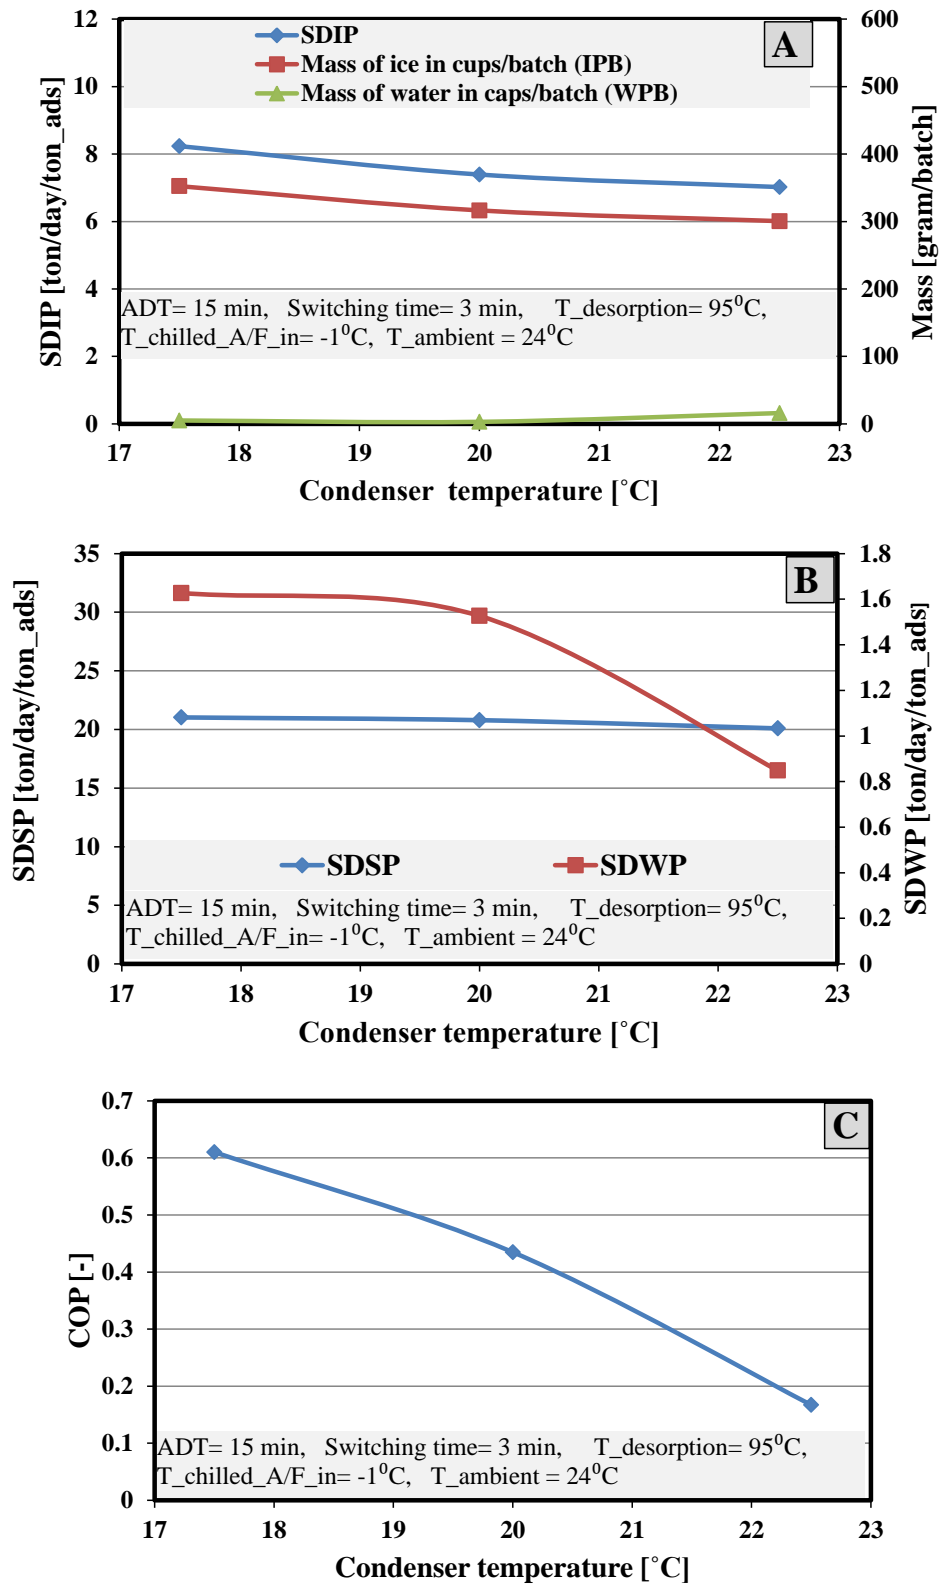 A
SDIP
Mass of ice in cups/batch (IPB)
Mass of water in caps/batch (WPB)
12
10
8
6
4
2
0
SDIP [ton/day/ton_ads]
600
500
400
300
200
100
0
Mass [gram/batch]
ADT= 15 min, Switching time= 3 min, T_desorption= 95⁰C,
T_chilled_A/F_in= -1⁰C, T_ambient = 24⁰C
17 18 19 20 21 22 23
Condenser temperature [˚C]
B
35
30
25
20
15
10
5
0
SDSP [ton/day/ton_ads]
1.8
1.6
1.4
1.2
1
0.8
0.6
0.4
0.2
0
SDWP [ton/day/ton_ads]
SDSP SDWP
ADT= 15 min, Switching time= 3 min, T_desorption= 95⁰C,
T_chilled_A/F_in= -1⁰C, T_ambient = 24⁰C
17 18 19 20 21 22 23
Condenser temperature [˚C]
C
0.7
0.6
0.5
0.4
0.3
0.2
0.1
0
COP [-]
ADT= 15 min, Switching time= 3 min, T_desorption= 95⁰C,
T_chilled_A/F_in= -1⁰C, T_ambient = 24⁰C
17 18 19 20 21 22 23
Condenser temperature [˚C]